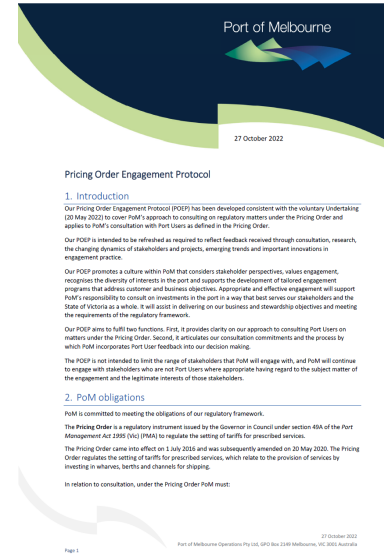 Port of Melbourne
27 October 2022
Pricing Order Engagement Protocol
1. Introduction
Our Pricing Order Engagement Protocol (POEP) has been developed consistent with the voluntary Undertaking
(20 May 2022) to cover PoM's approach to consulting on regulatory matters under the Pricing Order and
applies to PoM's consultation with Port Users as defined in the Pricing Order.
Our POEP is intended to be refreshed as required to reflect feedback received through consultation, research,
the changing dynamics of stakeholders and projects, emerging trends and important innovations in
engagement practice.
Our POEP promotes a culture within PoM that considers stakeholder perspectives, values engagement,
recognises the diversity of interests in the port and supports the development of tailored engagement
programs that address customer and business objectives. Appropriate and effective engagement will support
PoM's responsibility to consult on investments in the port in a way that best serves our stakeholders and the
State of Victoria as a whole. It will assist in delivering on our business and stewardship objectives and meeting
the requirements of the regulatory framework.
Our POEP aims to fulfil two functions. First, it provides clarity on our approach to consulting Port Users on
matters under the Pricing Order. Second, it articulates our consultation commitments and the process by
which PoM incorporates Port User feedback into our decision making.
The POEP is not intended to limit the range of stakeholders that PoM will engage with, and PoM will continue
to engage with stakeholders who are not Port Users where appropriate having regard to the subject matter of
the engagement and the legitimate interests of those stakeholders.
2. PoM obligations
PoM is committed to meeting the obligations of our regulatory framework.
The Pricing Order is a regulatory instrument issued by the Governor in Council under section 49A of the Port
Management Act 1995 (Vic) (PMA) to regulate the setting of tariffs for prescribed services.
The Pricing Order came into effect on 1 July 2016 and was subsequently amended on 20 May 2020. The Pricing
Order regulates the setting of tariffs for prescribed services, which relate to the provision of services by
investing in wharves, berths and channels for shipping.
In relation to consultation, under the Pricing Order PoM must:
27 October 2022
Port of Melbourne Operations Pty Ltd, GPO Box 2149 Melbourne, VIC 3001 Australia
Page 1